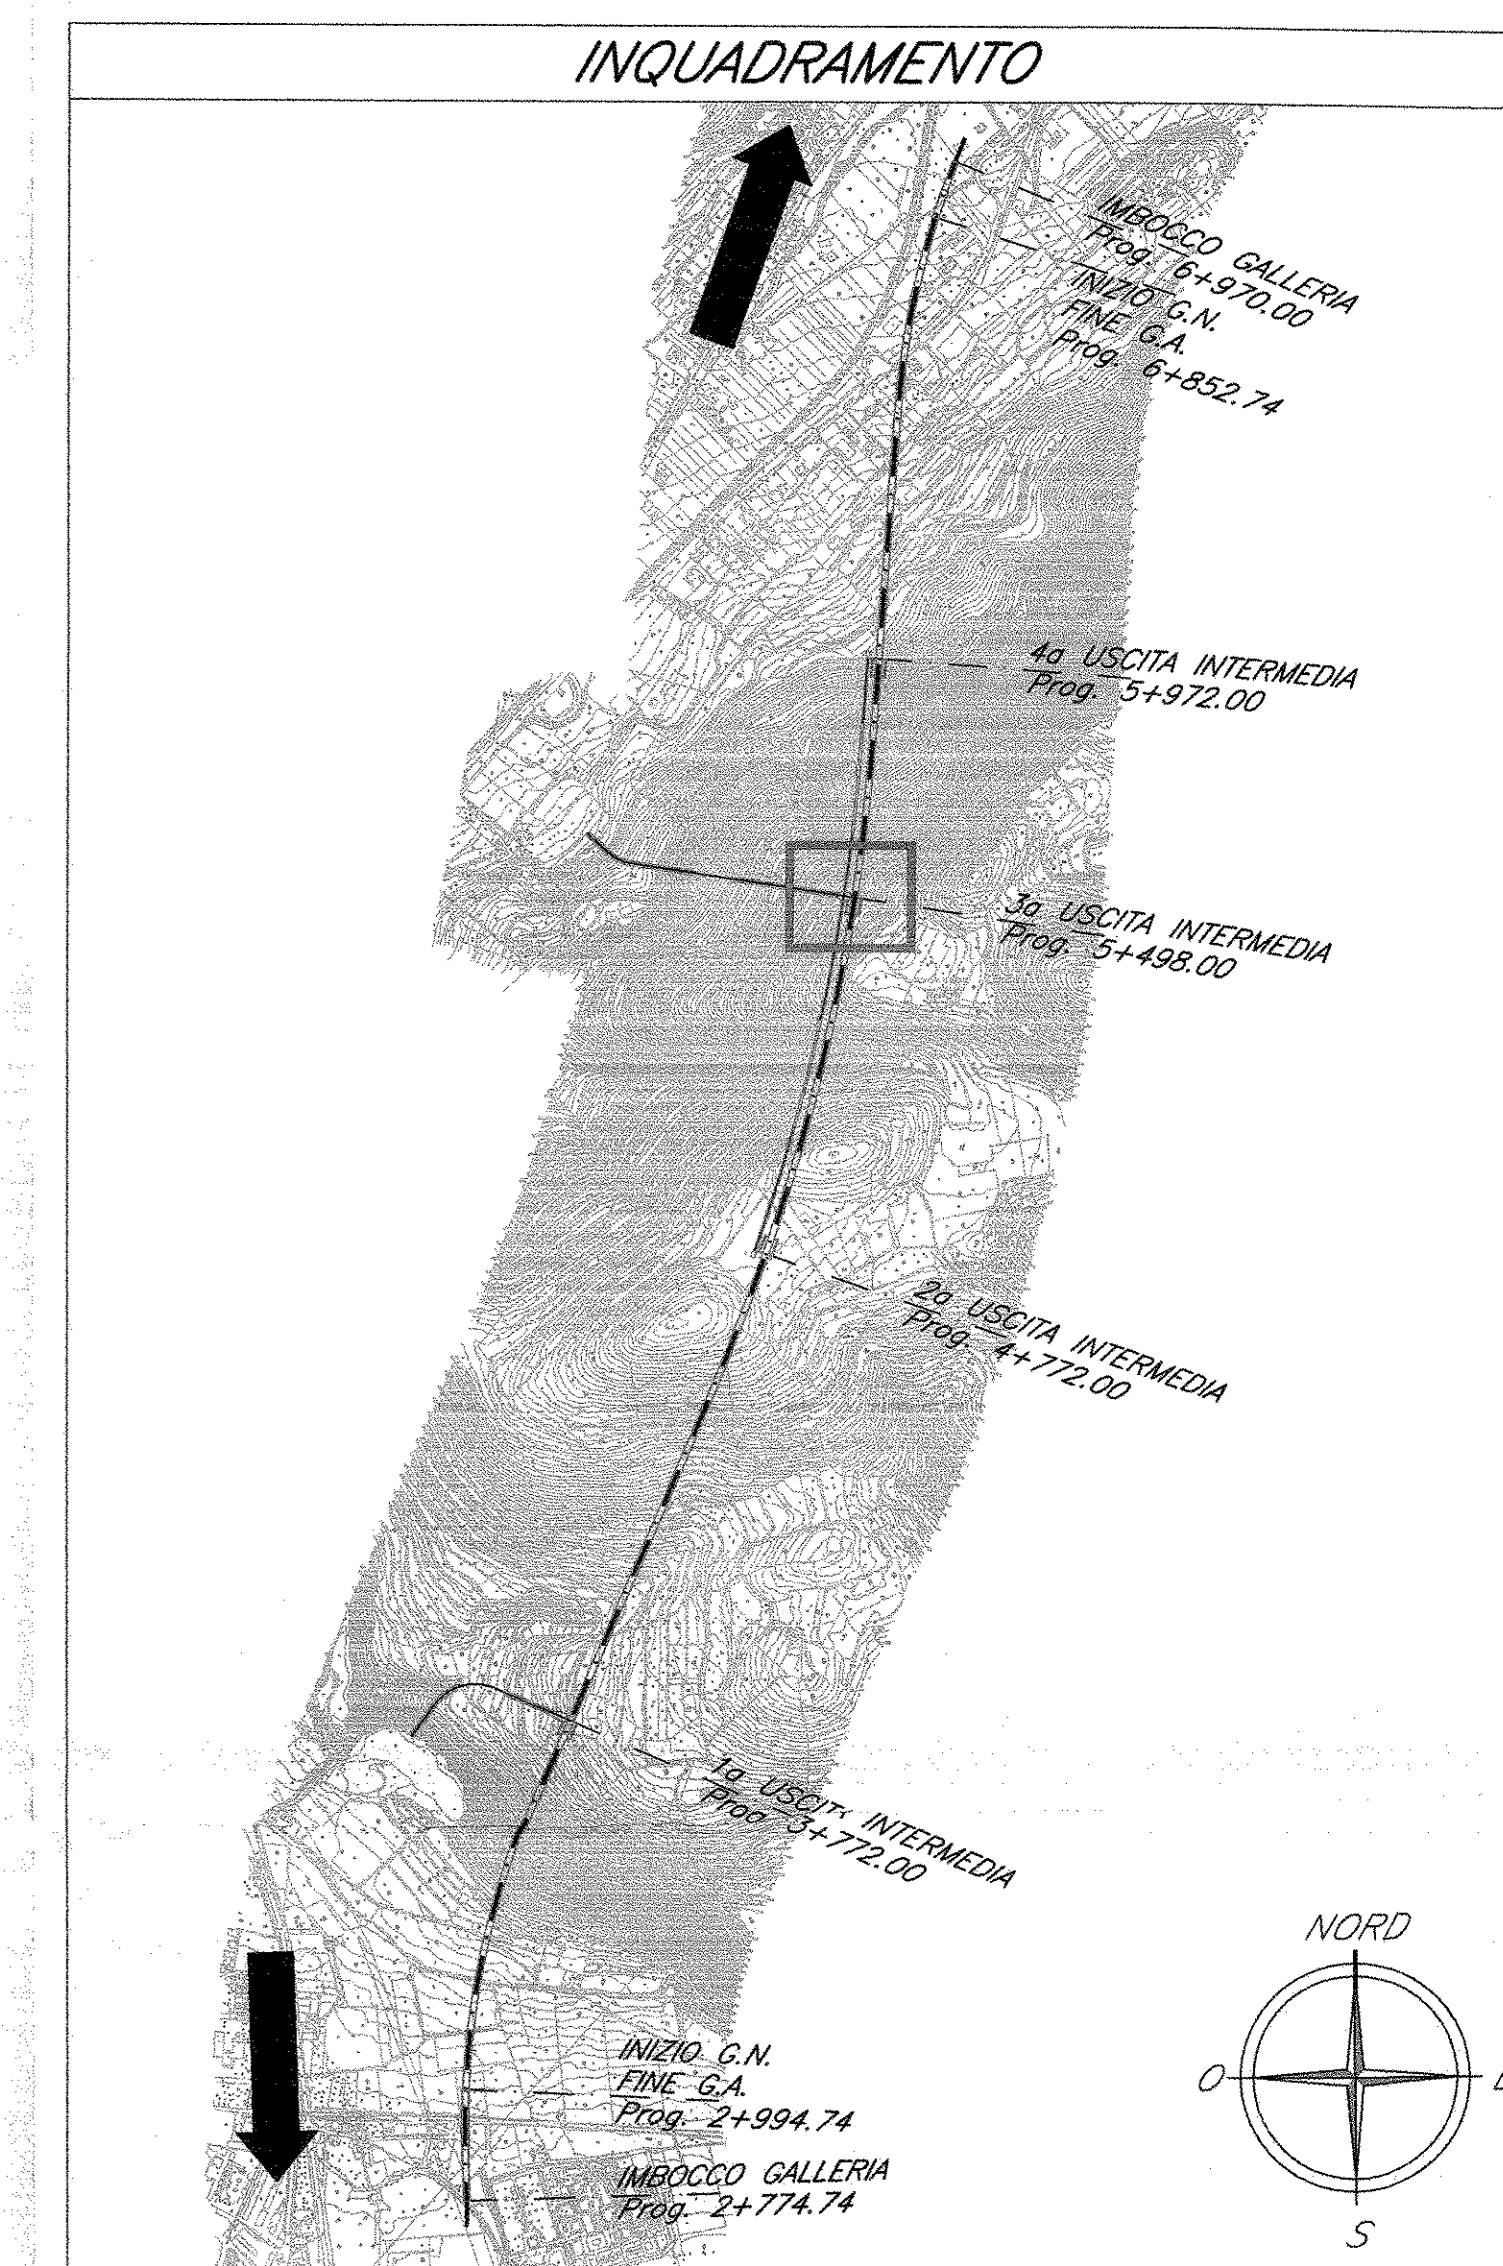 INQUADRAMENTO
IMBOCCO GALLERIA
Prog. 6+970.00
INIZIO G.N.
FINE G.A.
Prog. 6+852.74
4a USCITA INTERMEDIA
Prog. 5+972.00
3a USCITA INTERMEDIA
Prog. 5+498.00
2a USCITA INTERMEDIA
Prog. 4+772.00
1a USCITA INTERMEDIA
Prog 3+772.00
NORD
O
S
INIZIO G.N.
FINE G.A.
Prog. 2+994.74
IMBOCCO GALLERIA
Prog. 2+774.74